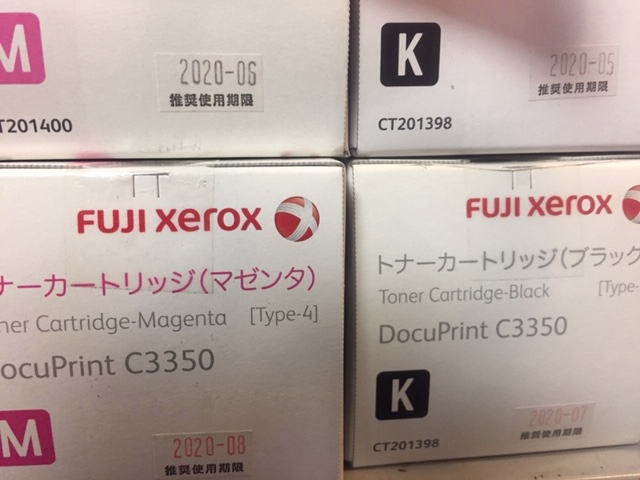 M
2020-06
推奨使用期限
T201400
K
2020-05
推奨使用期限
CT201398
FUJI xerox
ナーカートリッジ(マゼンタ)
ner Cartridge-Magenta [Type-4]
ocuPrint C3350
M
2020-08
推奨使用期限
FUJI xerox
トナーカートリッジ(ブラック
Toner Cartridge-Black [Type-
DocuPrint C3350
K
CT201398
2020-07
推奨使用期限